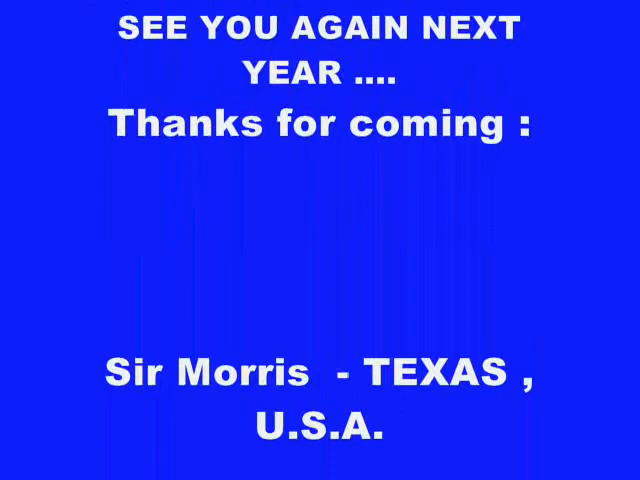 SEE YOU AGAIN NEXT
YEAR ....
Thanks for coming :
Sir Morris  - TEXAS ,
U.S.A.